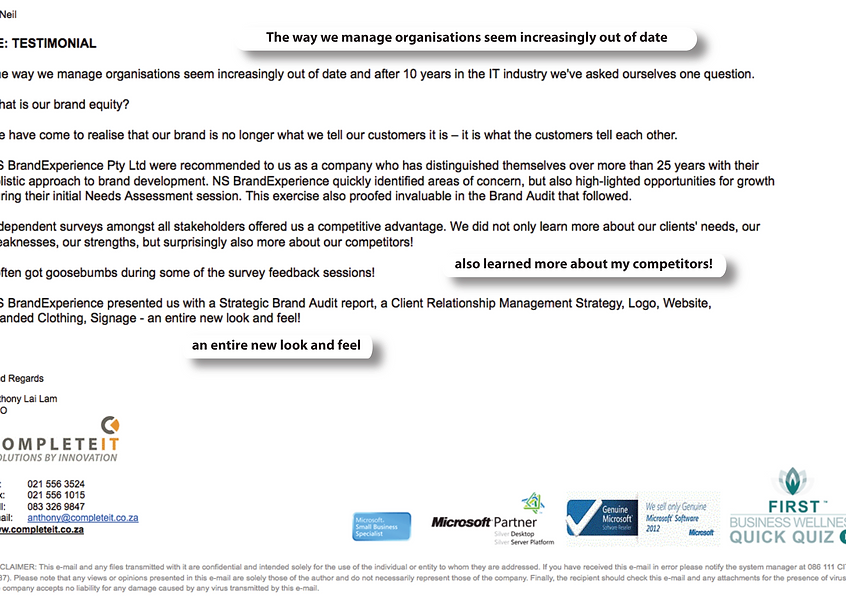 Neil
E: TESTIMONIAL
The way we manage organisations seem increasingly out of date
e way we manage organisations seem increasingly out of date and after 10 years in the IT industry we've asked ourselves one question.
hat is our brand equity?
e have come to realise that our brand is no longer what we tell our customers it is – it is what the customers tell each other.
S BrandExperience Pty Ltd were recommended to us as a company who has distinguished themselves over more than 25 years with their
listic approach to brand development. NS BrandExperience quickly identified areas of concern, but also high-lighted opportunities for growth
ring their initial Needs Assessment session. This exercise also proofed invaluable in the Brand Audit that followed.
dependent surveys amongst all stakeholders offered us a competitive advantage. We did not only learn more about our clients' needs, our
eaknesses, our strengths, but surprisingly also more about our competitors!
also learned more about my competitors!
ften got goosebumps during some of the survey feedback sessions!
S BrandExperience presented us with a Strategic Brand Audit report, a Client Relationship Management Strategy, Logo, Website,
anded Clothing, Signage - an entire new look and feel!
an entire new look and feel
d Regards
thony Lai Lam
O
OMPLETEIT
OLUTIONS BY INNOVATION
: 021 556 3524
x: 021 556 1015
ll: 083 326 9847
mail: anthony@completeit.co.za
ww.completeit.co.za
Microsoft
Small Business
Specialist
Microsoft Partner
Silver Desktop
Silver Server Platform
Genuine
Microsoft
Software Reseller
We sell only Genuine
Microsoft Software
2012
Microsoft
FIRST™
BUSINESS WELLNES
QUICK QUIZ
CLAIMER: This e-mail and any files transmitted with it are confidential and intended solely for the use of the individual or entity to whom they are addressed. If you have received this e-mail in error please notify the system manager at 086 111 CI
37). Please note that any views or opinions presented in this e-mail are solely those of the author and do not necessarily represent those of the company. Finally, the recipient should check this e-mail and any attachments for the presence of virus
company accepts no liability for any damage caused by any virus transmitted by this e-mail.